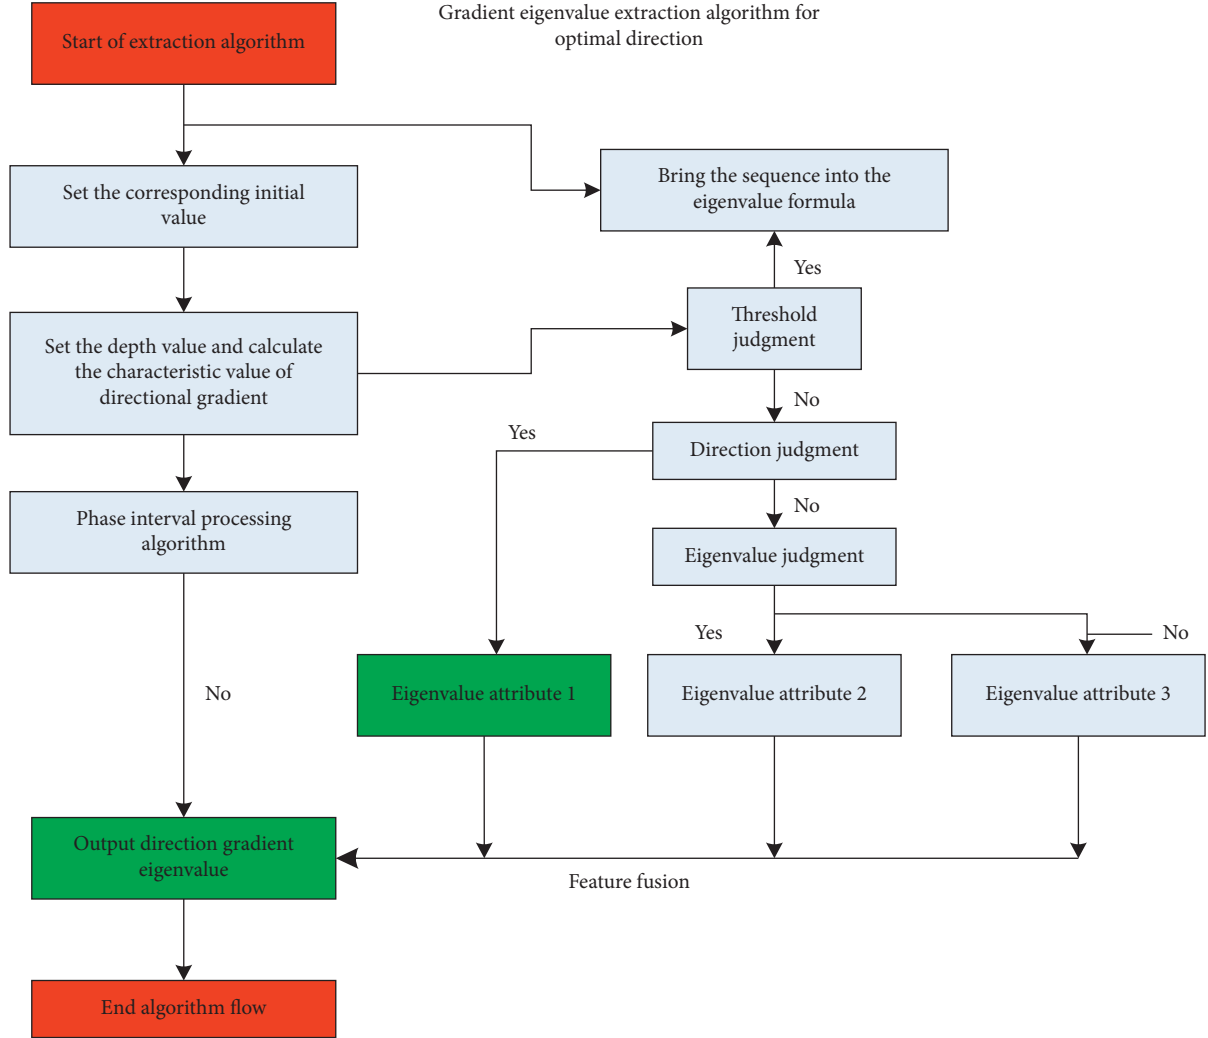 Gradient eigenvalue extraction algorithm for
optimal direction
Start of extraction algorithm
Set the corresponding initial
value
Bring the sequence into the
eigenvalue formula
Yes
Threshold
judgment
Set the depth value and calculate
the characteristic value of
directional gradient
No
Yes
Direction judgment
No
Phase interval processing
algorithm
Eigenvalue judgment
Yes
No
Eigenvalue attribute 1
Eigenvalue attribute 2
Eigenvalue attribute 3
No
Output direction gradient
eigenvalue
Feature fusion
End algorithm flow